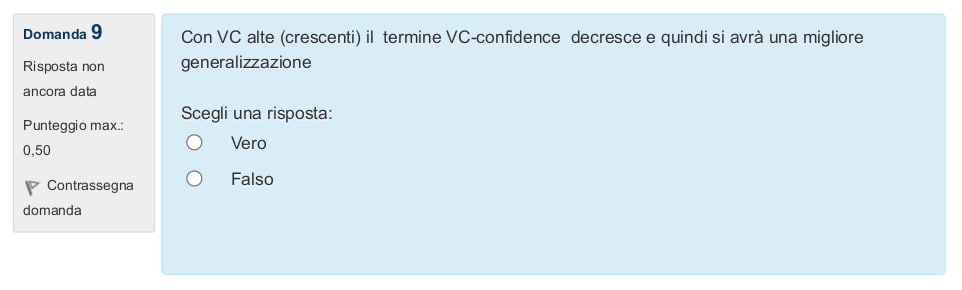 Domanda 9
Risposta non
ancora data
Punteggio max.:
0,50
Contrassegna
domanda
Con VC alte (crescenti) il termine VC-confidence decresce e quindi si avrà una migliore
generalizzazione
Scegli una risposta:
Vero
Falso